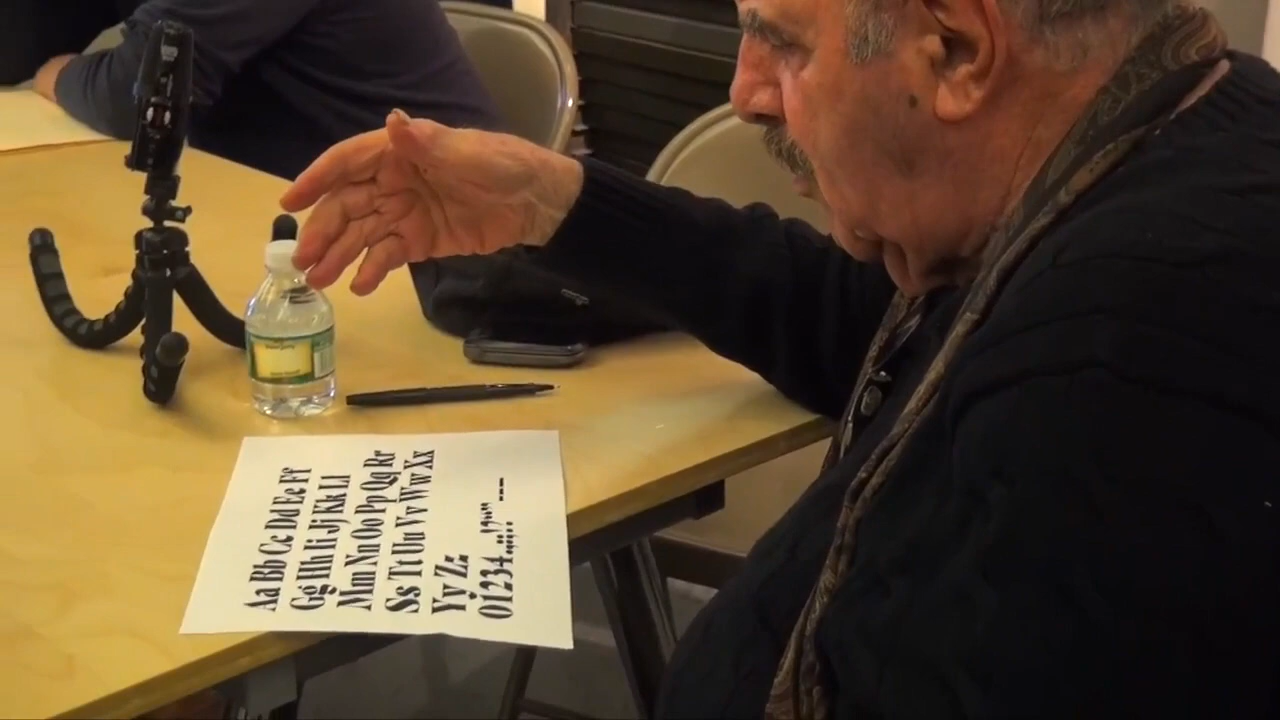 Aa Bb Cc Dd Ee Ff
Gg Hh Ii Jj Kk Ll
Mm Nn Oo Pp Qq Rr
Ss Tt Uu Vv Ww Xx
Yy Zz
01234